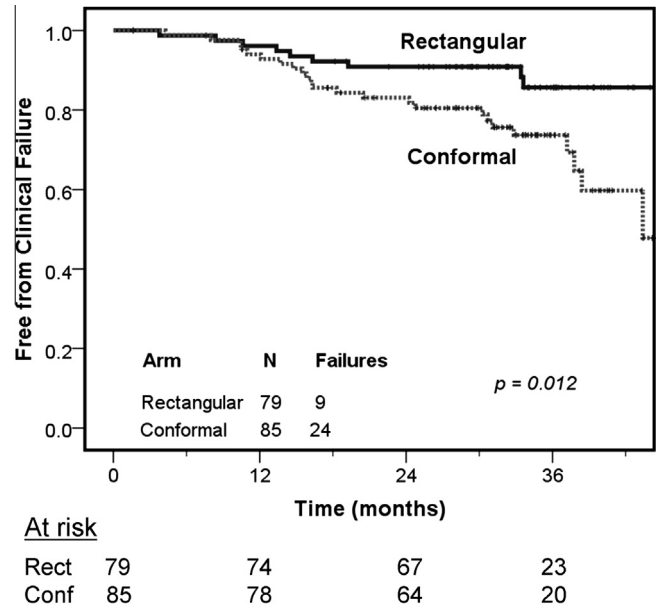 Free from Clinical Failure
1.0
0.8
0.6
0.4
0.2
0.0
Rectangular
Conformal
Arm N Failures
Rectangular 79 9
Conformal 85 24
p = 0.012
0 12 24 36
Time (months)
At risk
Rect 79 74 67 23
Conf 85 78 64 20